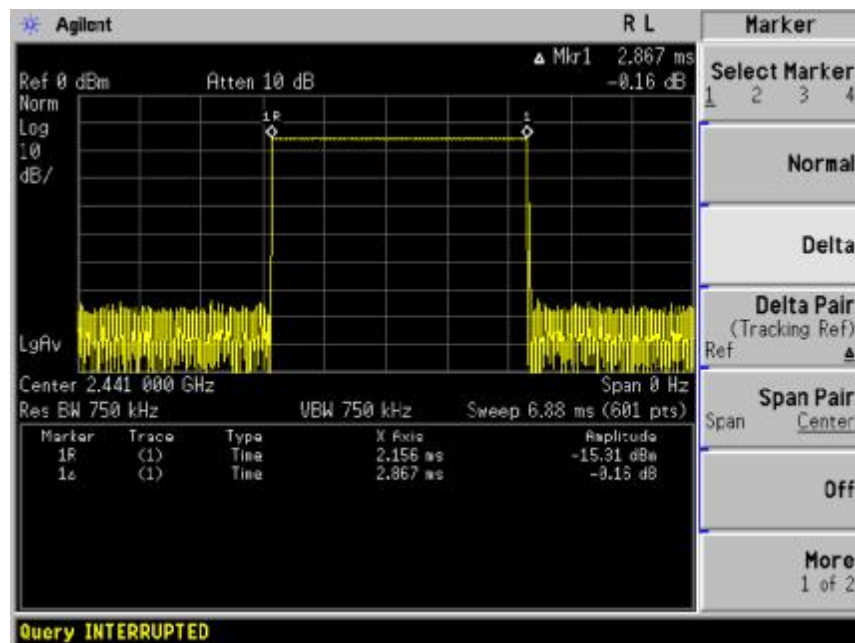 Agilent R L Marker
Δ Mkr1 2.867 ms
Ref 0 dBm Atten 10 dB -0.16 dB
Select Marker
1 2 3 4
Norm
Log
10
dB/
1R 1
Normal
Delta
Delta Pair
(Tracking Ref)
Ref Δ
LgAv
Center 2.441 000 GHz Span 0 Hz
Res BW 750 kHz VBW 750 kHz Sweep 6.88 ms (601 pts)
Span Pair
Span Center
Marker Trace Type X Axis Amplitude
1R (1) Time 2.156 ms -15.31 dBm
1Δ (1) Time 2.867 ms -0.16 dB
Off
More
1 of 2
Query INTERRUPTED